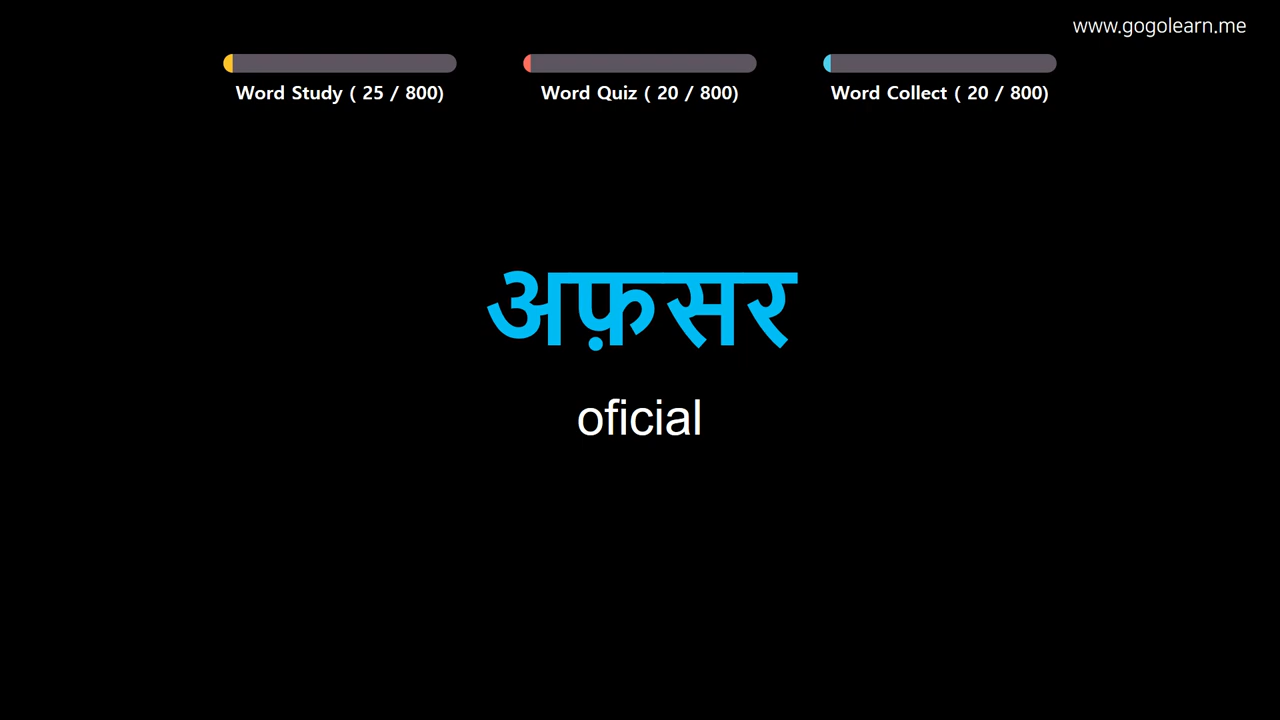 www.gogolearn.me
Word Study ( 25 / 800)
Word Quiz ( 20 / 800)
Word Collect ( 20 / 800)
अफ़सर
oficial